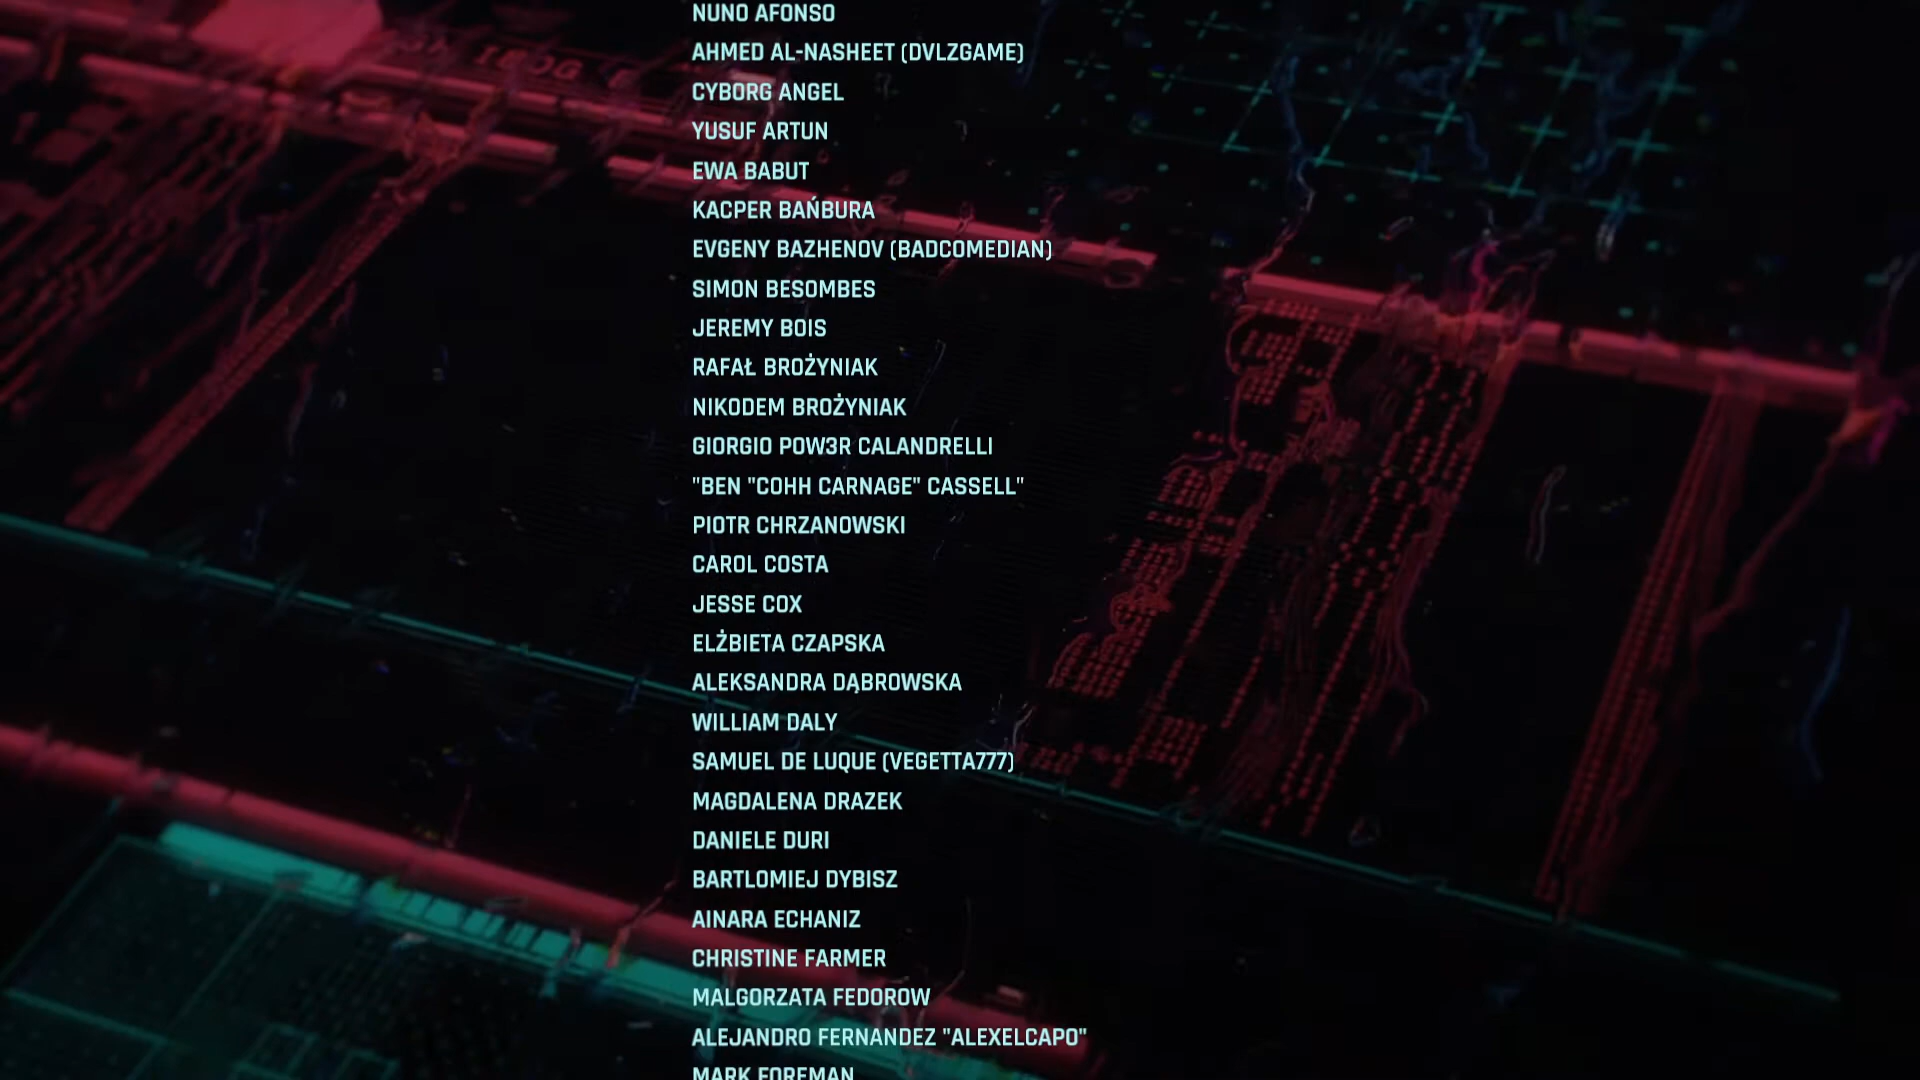 NUNO AFONSO
AHMED AL-NASHEET (DVLZGAME)
CYBORG ANGEL
YUSUF ARTUN
EWA BABUT
KACPER BAŃBURA
EVGENY BAZHENOV (BADCOMEDIAN)
SIMON BESOMBES
JEREMY BOIS
RAFAŁ BROŻYNIAK
NIKODEM BROŻYNIAK
GIORGIO POW3R CALANDRELLI
"BEN "COHH CARNAGE" CASSELL"
PIOTR CHRZANOWSKI
CAROL COSTA
JESSE COX
ELŻBIETA CZAPSKA
ALEKSANDRA DĄBROWSKA
WILLIAM DALY
SAMUEL DE LUQUE (VEGETTA777)
MAGDALENA DRAZEK
DANIELE DURI
BARTLOMIEJ DYBISZ
AINARA ECHANIZ
CHRISTINE FARMER
MALGORZATA FEDOROW
ALEJANDRO FERNANDEZ "ALEXELCAPO"
MARK FOREMAN